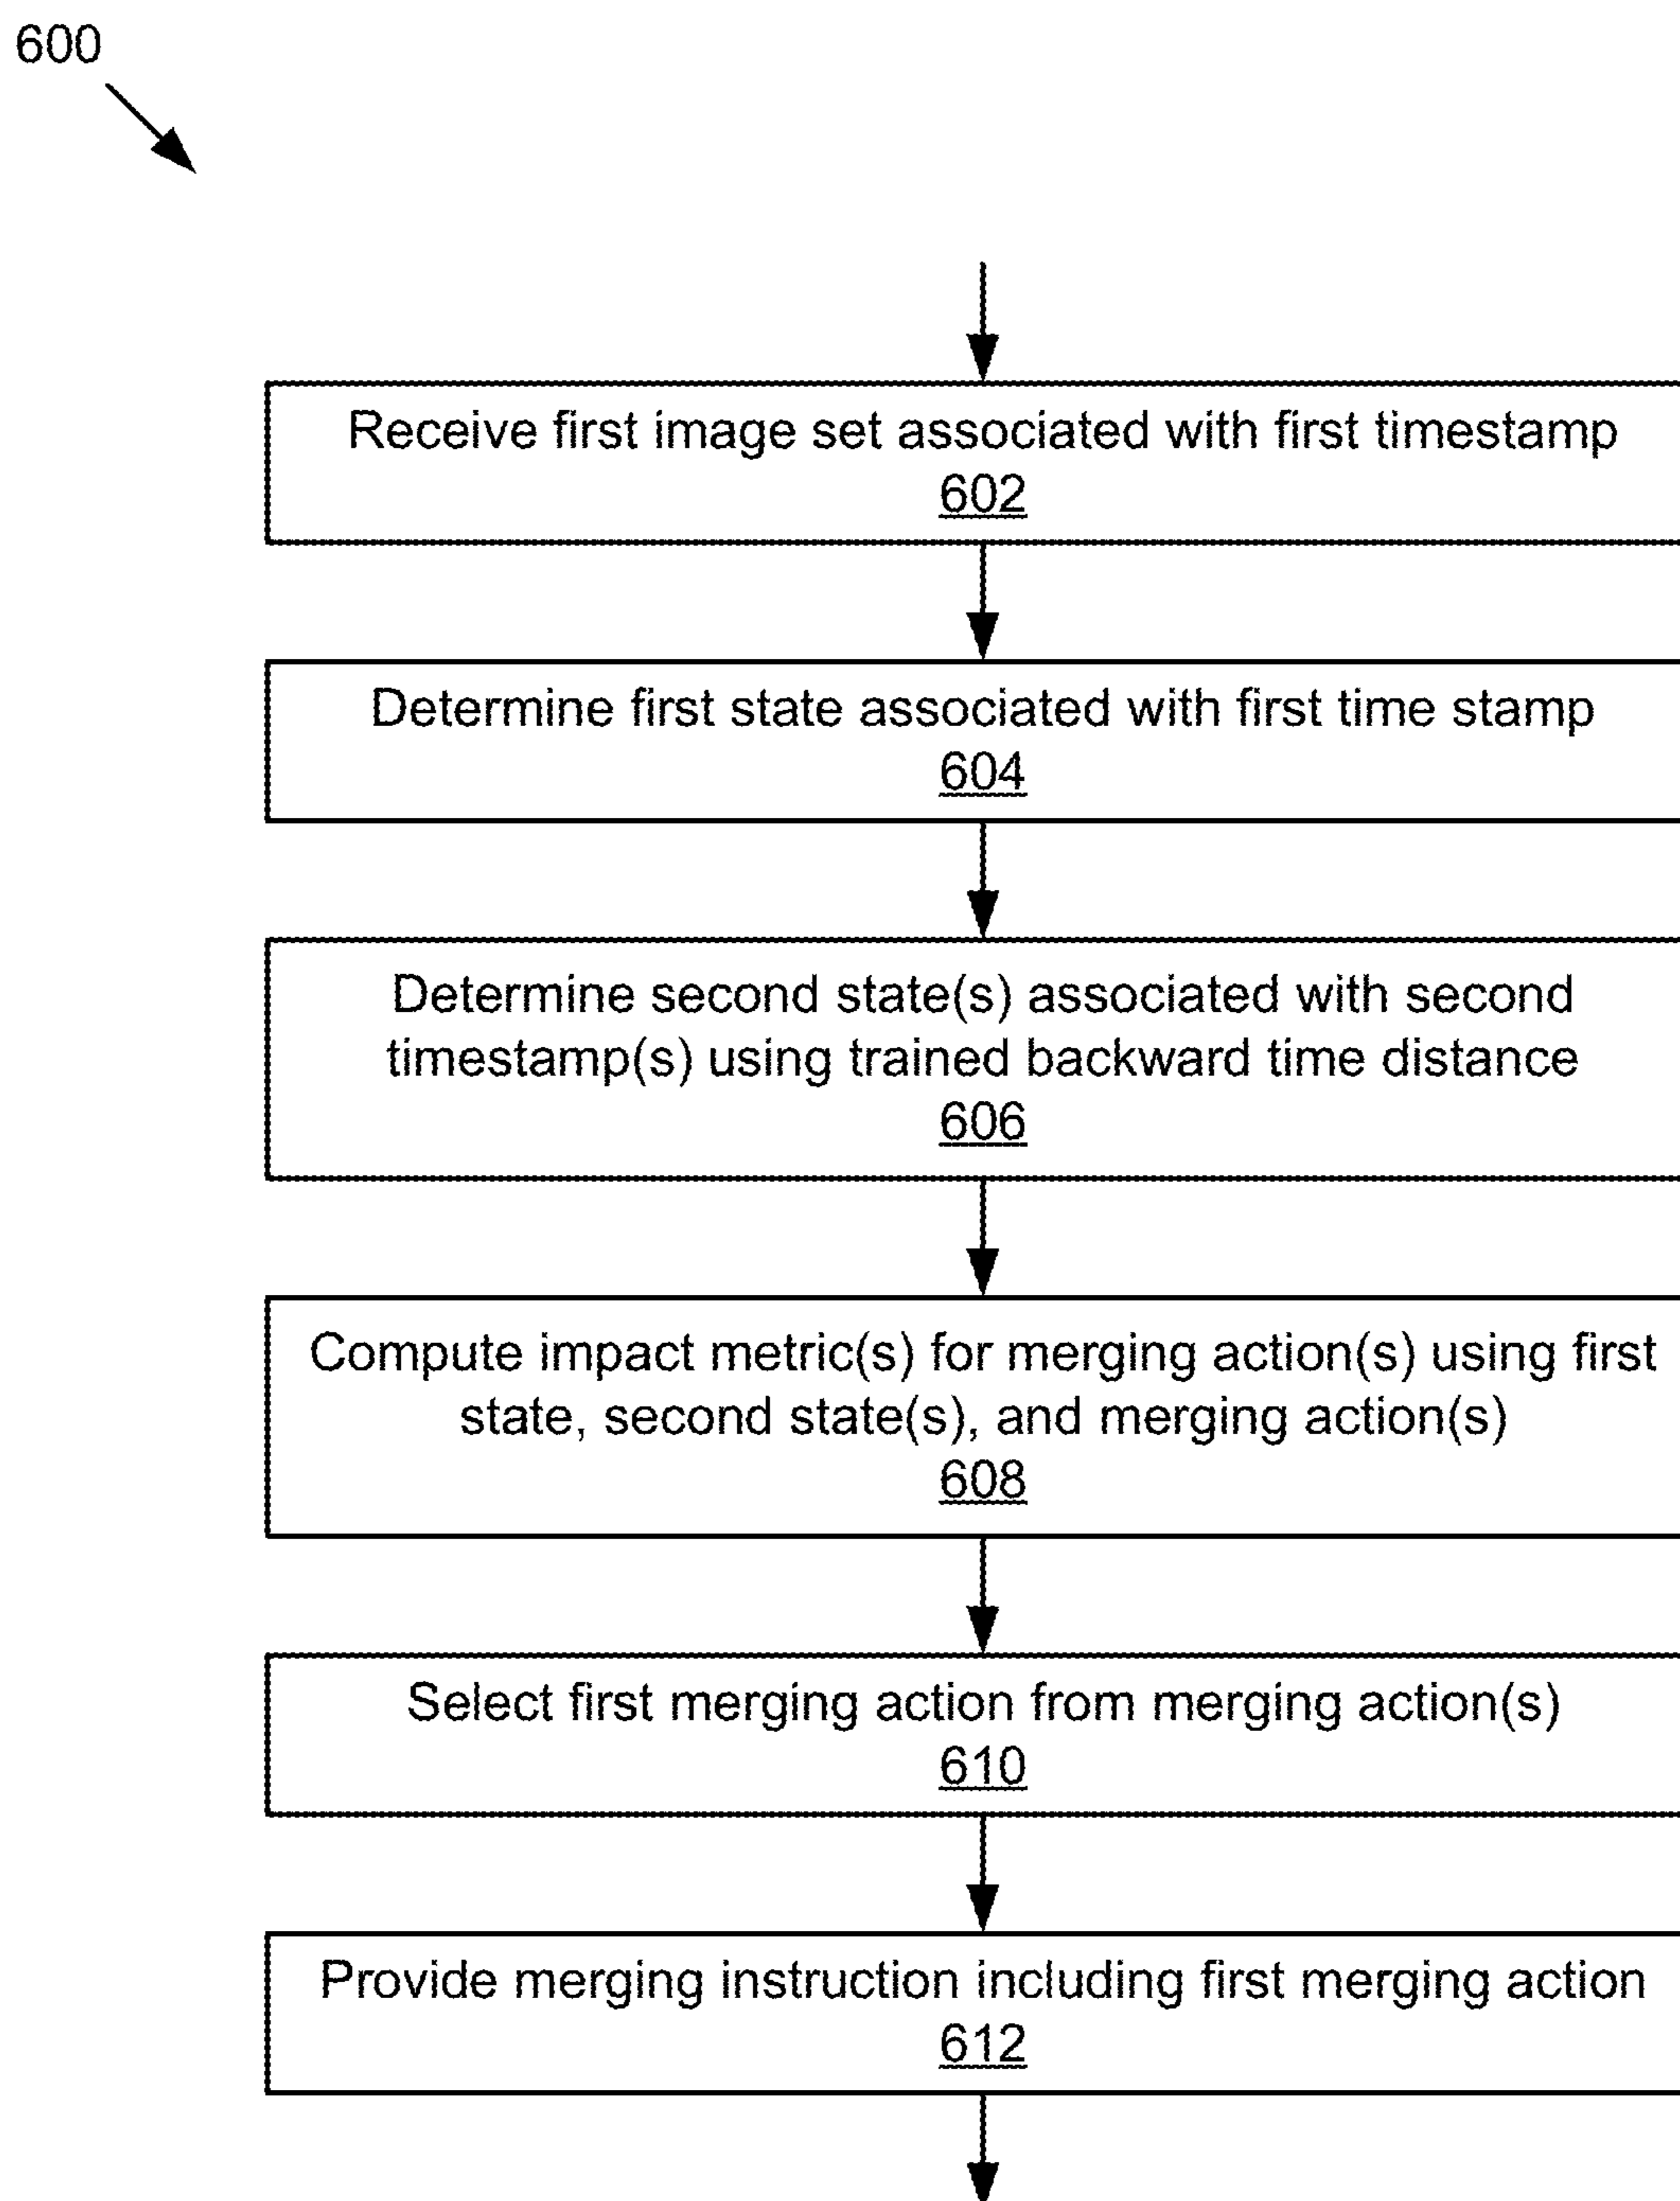 600
Receive first image set associated with first timestamp
602
Determine first state associated with first time stamp
604
Determine second state(s) associated with second
timestamp(s) using trained backward time distance
606
Compute impact metric(s) for merging action(s) using first
state, second state(s), and merging action(s)
608
Select first merging action from merging action(s)
610
Provide merging instruction including first merging action
612